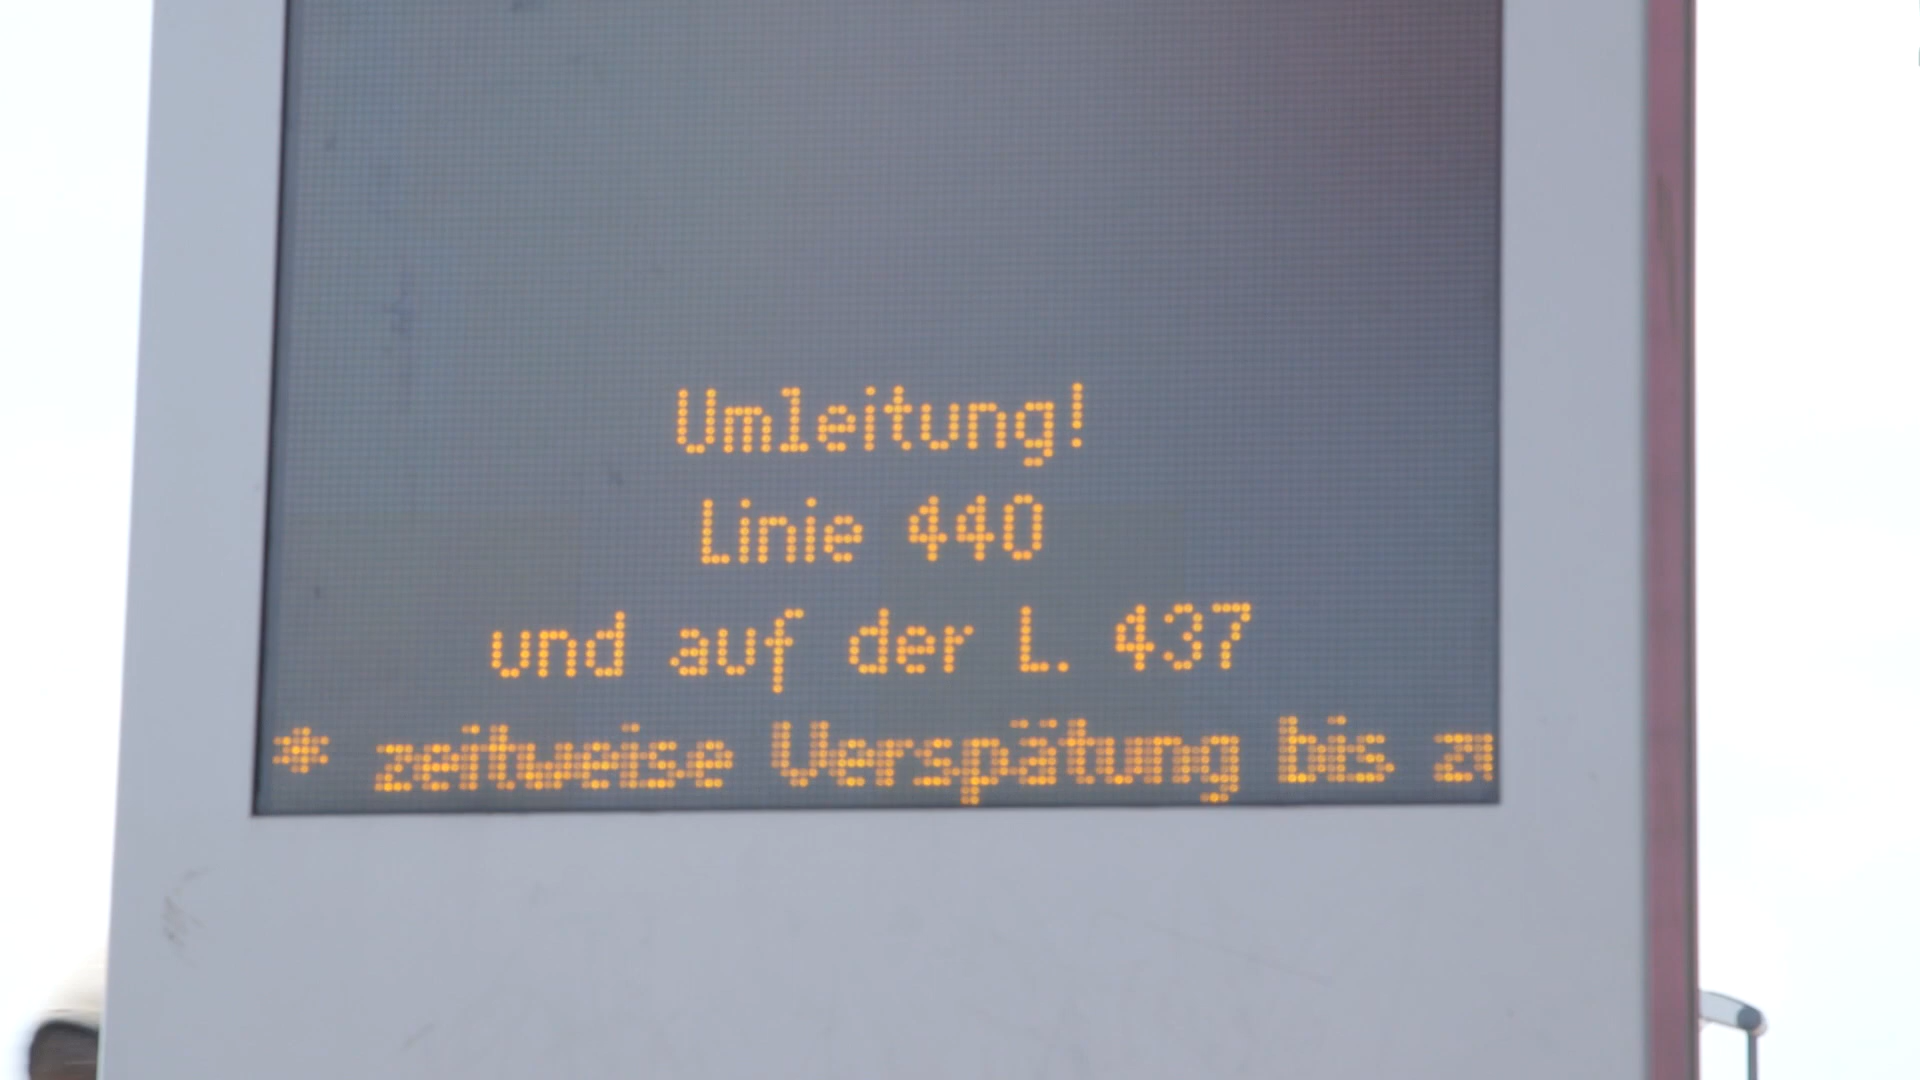 Umleitung!
Linie 440
und auf der L. 437
* zeitweise Verspätung bis